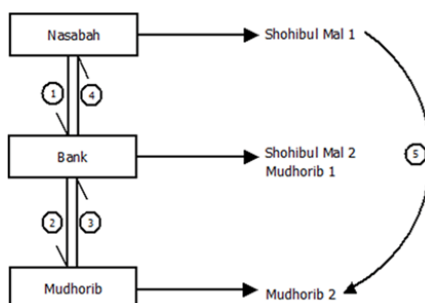 Nasabah
Shohibul Mal 1
1
4
Bank
Shohibul Mal 2
Mudhorib 1
5
2
3
Mudhorib
Mudhorib 2